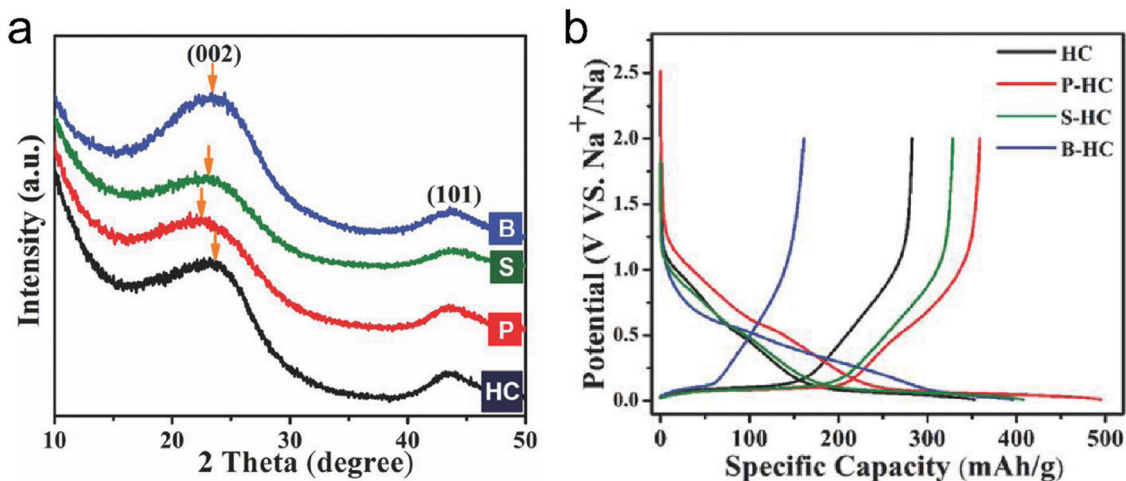 a
(002)
(101)
B
S
P
HC
Intensity (a.u.)
10 20 30 40 50
2 Theta (degree)
b
HC
P-HC
S-HC
B-HC
2.5
2.0
1.5
1.0
0.5
0.0
Potential (V VS. Na⁺/Na)
0 100 200 300 400 500
Specific Capacity (mAh/g)